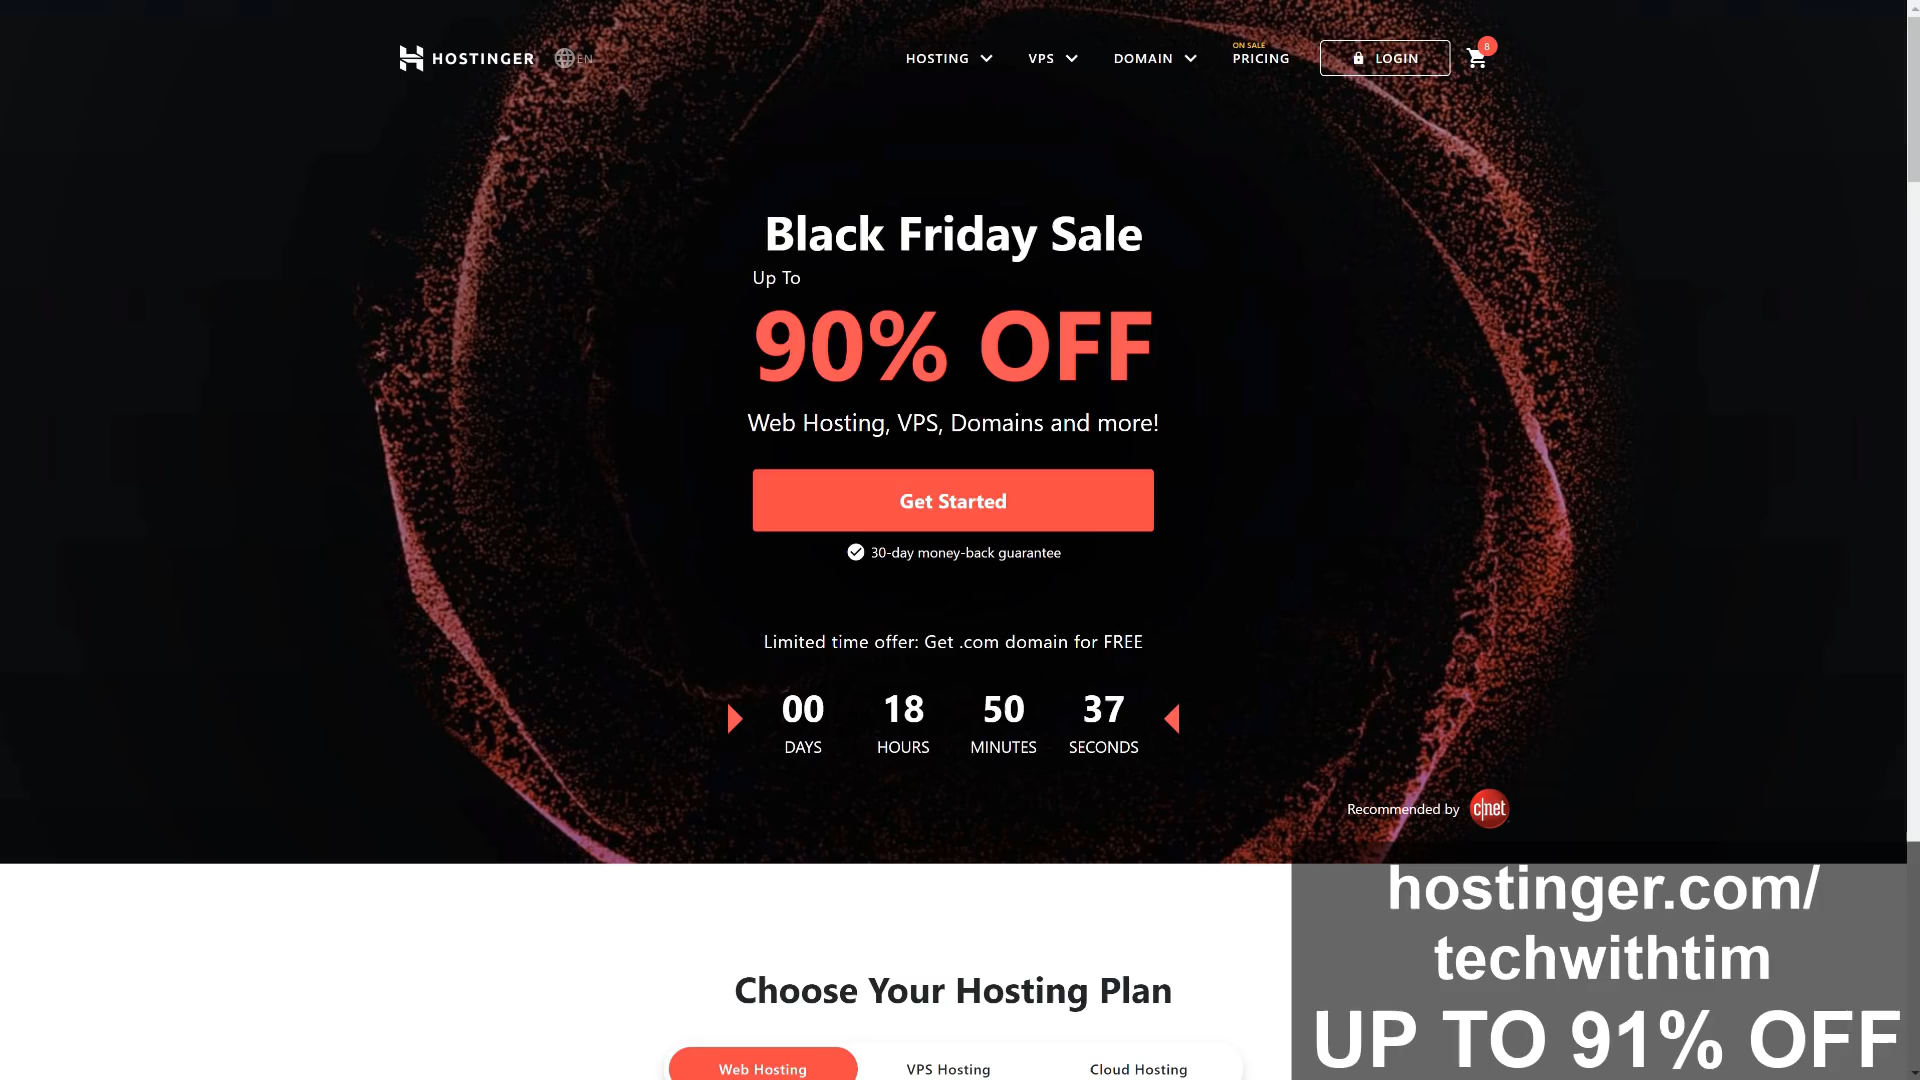 HOSTINGER
EN
HOSTING
VPS
DOMAIN
ON SALE
PRICING
LOGIN
8
Black Friday Sale
Up To
90% OFF
Web Hosting, VPS, Domains and more!
Get Started
30-day money-back guarantee
Limited time offer: Get .com domain for FREE
00 18 50 37
DAYS HOURS MINUTES SECONDS
Recommended by c|net
hostinger.com/
techwithtim
UP TO 91% OFF
Choose Your Hosting Plan
Web Hosting VPS Hosting Cloud Hosting